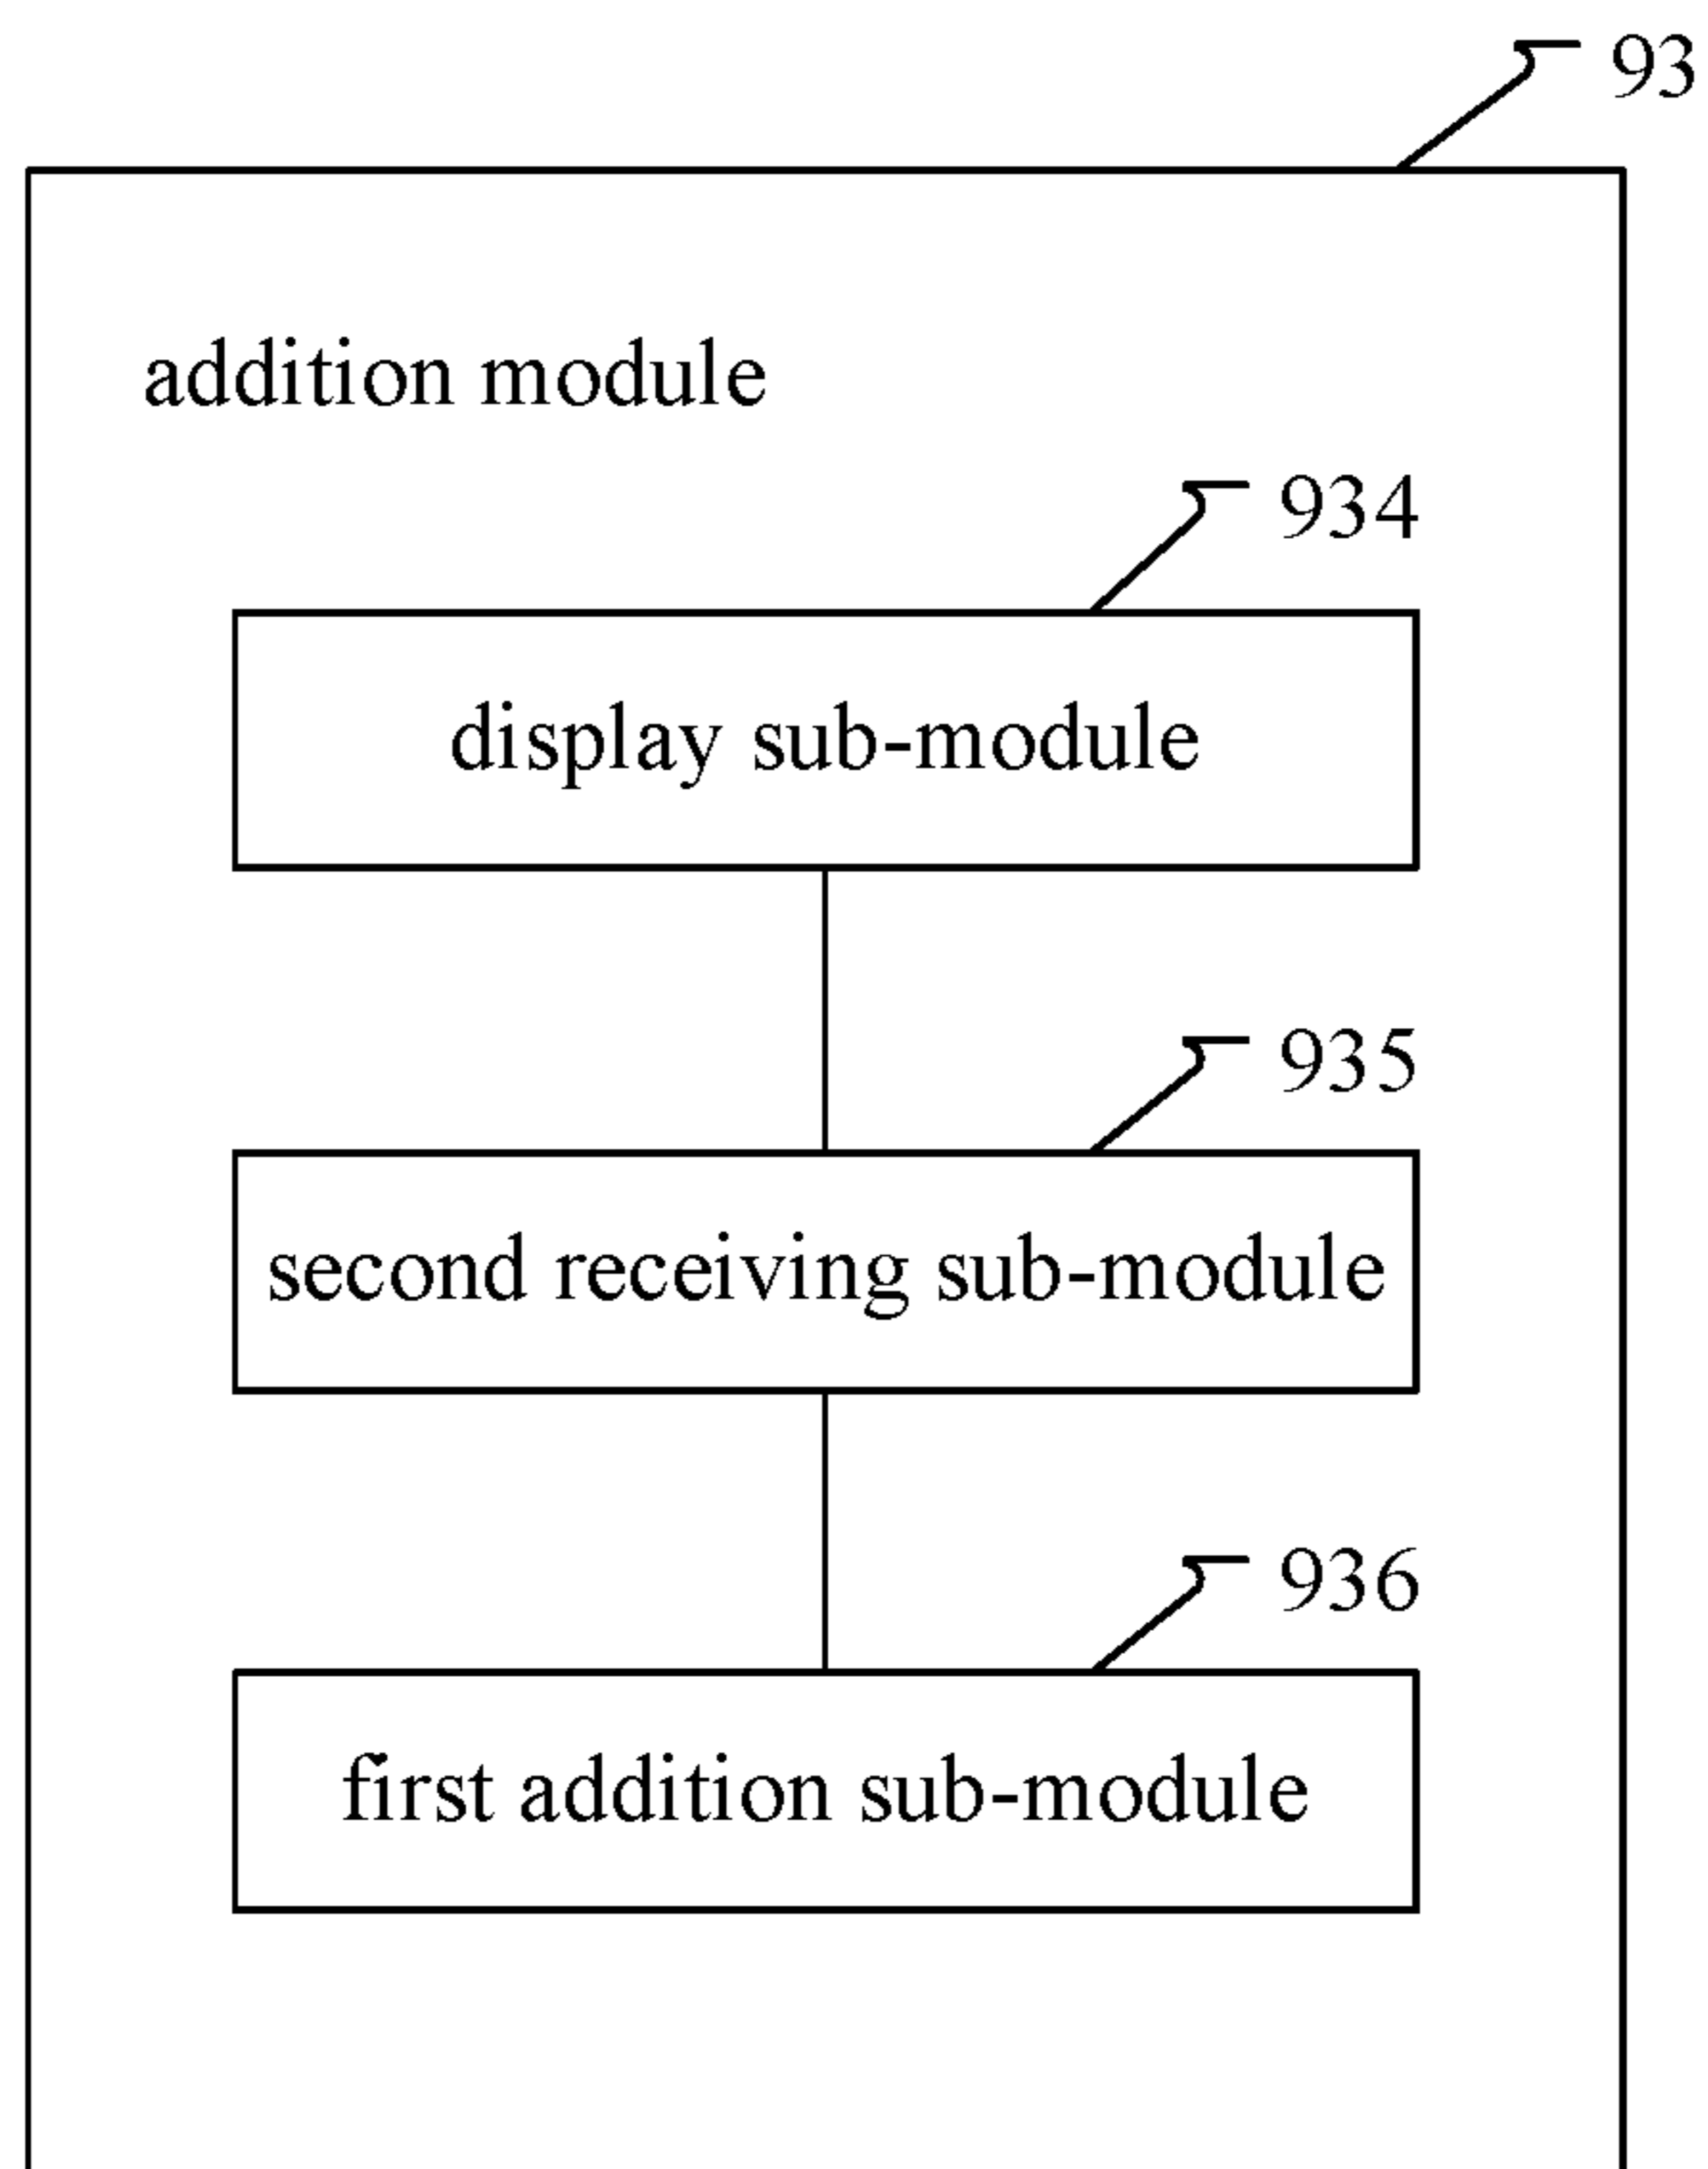 93
addition module
934
display sub-module
935
second receiving sub-module
936
first addition sub-module